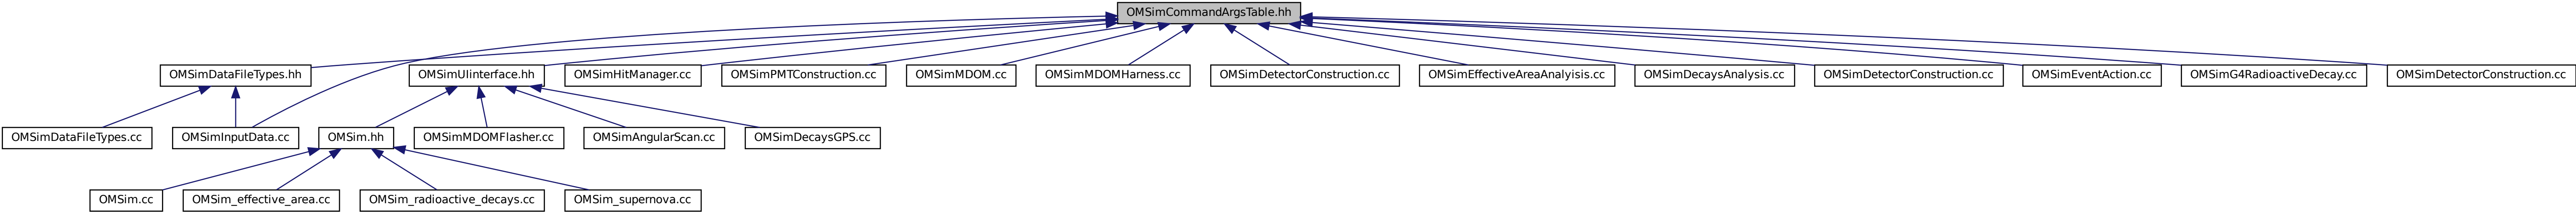 OMSimCommandArgsTable.hh
OMSimDataFileTypes.hh
OMSimUIinterface.hh
OMSimHitManager.cc
OMSimPMTConstruction.cc
OMSimMDOM.cc
OMSimMDOMHarness.cc
OMSimDetectorConstruction.cc
OMSimEffectiveAreaAnalyisis.cc
OMSimDecaysAnalysis.cc
OMSimDetectorConstruction.cc
OMSimEventAction.cc
OMSimG4RadioactiveDecay.cc
OMSimDetectorConstruction.cc
OMSimDataFileTypes.cc
OMSimInputData.cc
OMSim.hh
OMSimMDOMFlasher.cc
OMSimAngularScan.cc
OMSimDecaysGPS.cc
OMSim.cc
OMSim_effective_area.cc
OMSim_radioactive_decays.cc
OMSim_supernova.cc